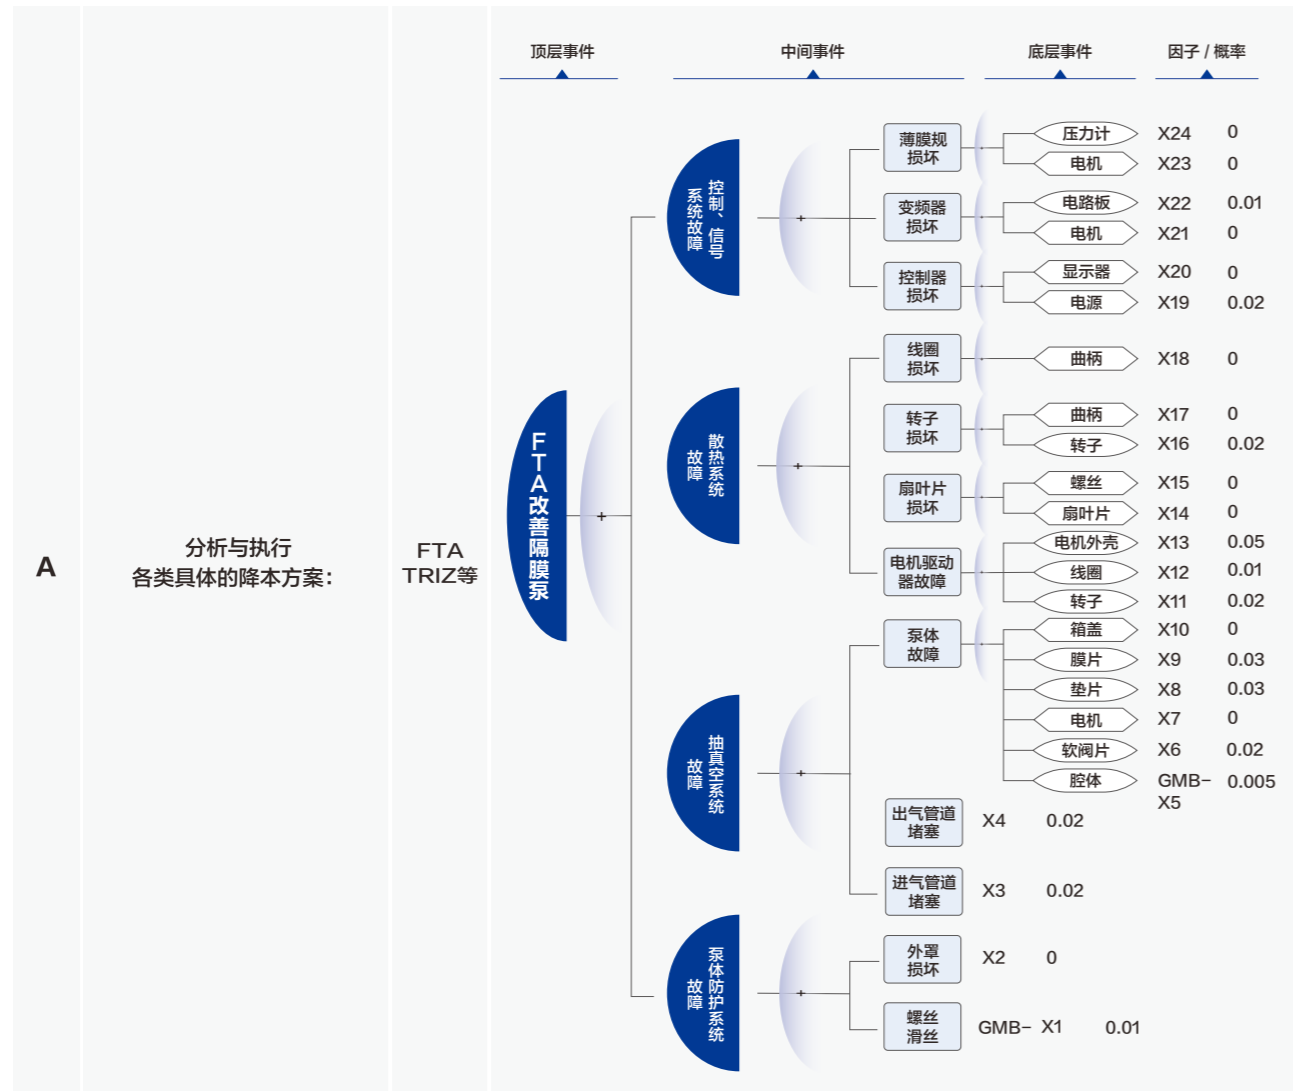 顶层事件
中间事件
底层事件
因子 / 概率
A
分析与执行
各类具体的降本方案：
FTA
TRIZ等
FTA改善隔膜泵
+
控制、信号
系统故障
+
薄膜规
损坏
压力计 X24 0
电机 X23 0
变频器
损坏
电路板 X22 0.01
电机 X21 0
控制器
损坏
显示器 X20 0
电源 X19 0.02
散热系统
故障
+
线圈
损坏
曲柄 X18 0
转子
损坏
曲柄 X17 0
转子 X16 0.02
扇叶片
损坏
螺丝 X15 0
扇叶片 X14 0
电机驱动
器故障
电机外壳 X13 0.05
线圈 X12 0.01
转子 X11 0.02
抽真空系统
故障
+
泵体
故障
箱盖 X10 0
膜片 X9 0.03
垫片 X8 0.03
电机 X7 0
软阀片 X6 0.02
腔体 GMB- 0.005
X5
出气管道
堵塞
X4 0.02
进气管道
堵塞
X3 0.02
泵体防护系统
故障
+
外罩
损坏
X2 0
螺丝
滑丝
GMB- X1 0.01